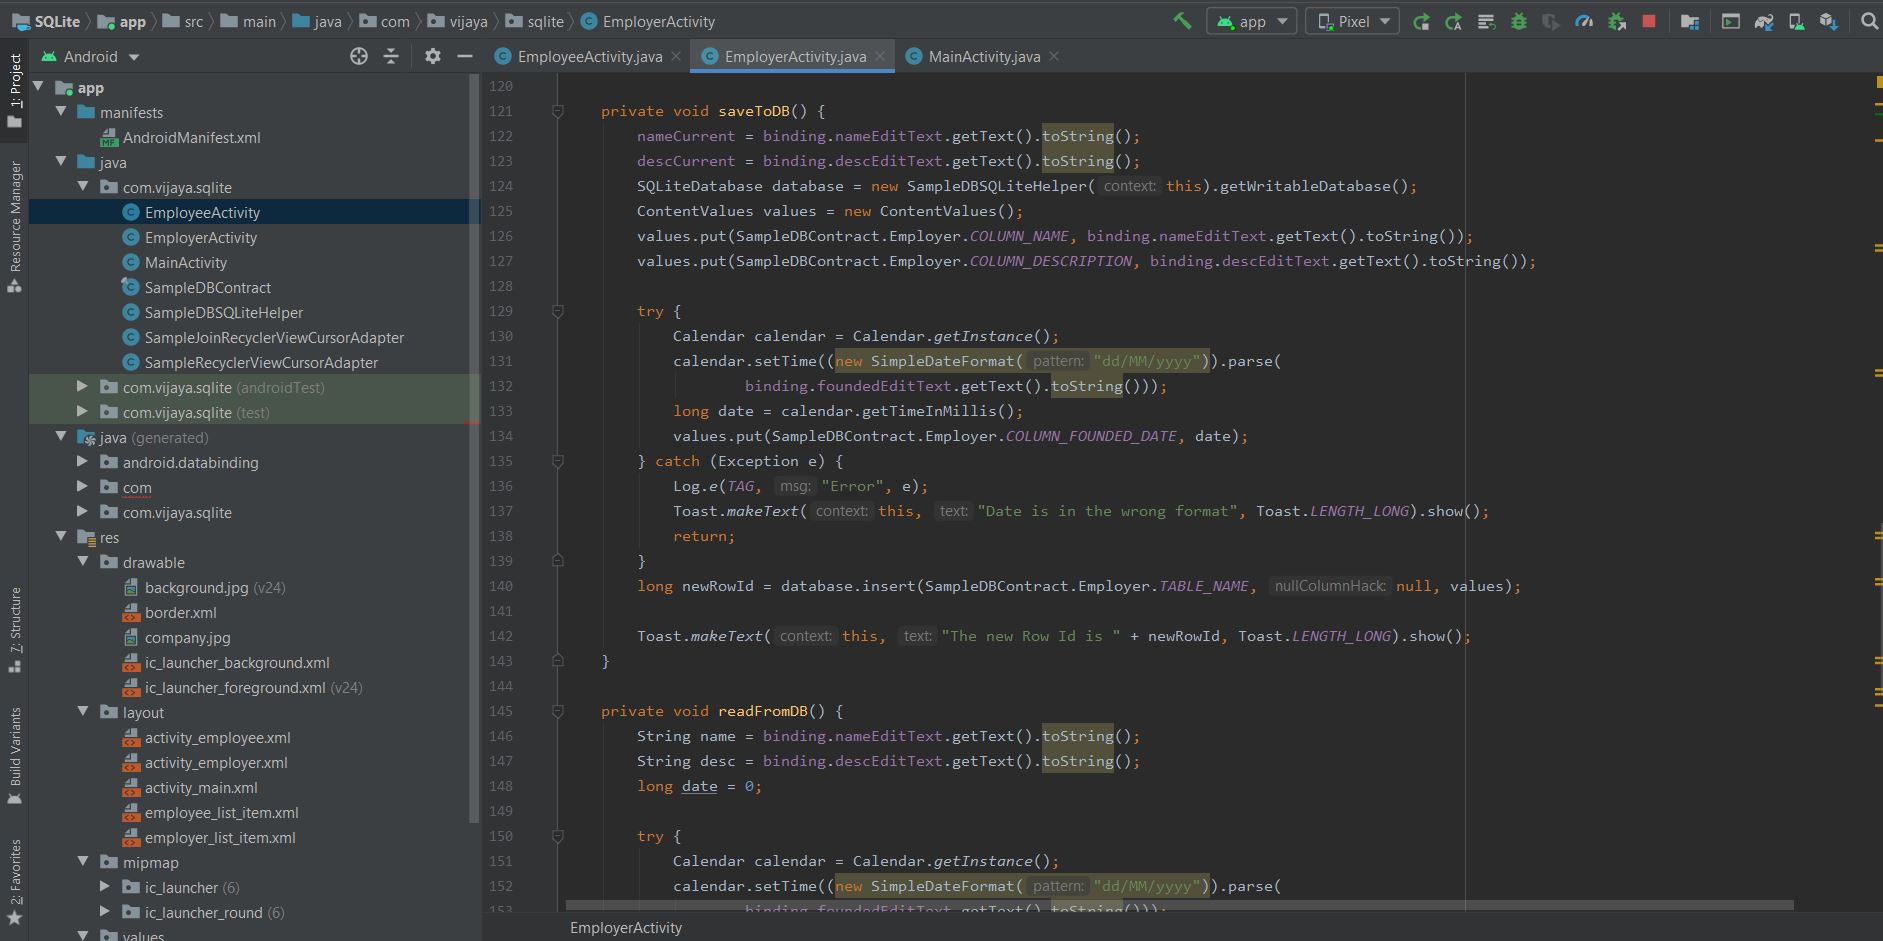 SQLite app src main java com vijaya sqlite EmployerActivity app Pixel
Android EmployeeActivity.java EmployerActivity.java MainActivity.java
1: Project
Resource Manager
7: Structure
Build Variants
2: Favorites
app
manifests
AndroidManifest.xml
java
com.vijaya.sqlite
EmployeeActivity
EmployerActivity
MainActivity
SampleDBContract
SampleDBSQLiteHelper
SampleJoinRecyclerViewCursorAdapter
SampleRecyclerViewCursorAdapter
com.vijaya.sqlite (androidTest)
com.vijaya.sqlite (test)
java (generated)
android.databinding
com
com.vijaya.sqlite
res
drawable
background.jpg (v24)
border.xml
company.jpg
ic_launcher_background.xml
ic_launcher_foreground.xml (v24)
layout
activity_employee.xml
activity_employer.xml
activity_main.xml
employee_list_item.xml
employer_list_item.xml
mipmap
ic_launcher (6)
ic_launcher_round (6)
values
120
121 private void saveToDB() {
122 nameCurrent = binding.nameEditText.getText().toString();
123 descCurrent = binding.descEditText.getText().toString();
124 SQLiteDatabase database = new SampleDBSQLiteHelper( context: this).getWritableDatabase();
125 ContentValues values = new ContentValues();
126 values.put(SampleDBContract.Employer.COLUMN_NAME, binding.nameEditText.getText().toString());
127 values.put(SampleDBContract.Employer.COLUMN_DESCRIPTION, binding.descEditText.getText().toString());
128
129 try {
130 Calendar calendar = Calendar.getInstance();
131 calendar.setTime((new SimpleDateFormat( pattern: "dd/MM/yyyy")).parse(
132 binding.foundedEditText.getText().toString()));
133 long date = calendar.getTimeInMillis();
134 values.put(SampleDBContract.Employer.COLUMN_FOUNDED_DATE, date);
135 } catch (Exception e) {
136 Log.e(TAG, msg: "Error", e);
137 Toast.makeText( context: this, text: "Date is in the wrong format", Toast.LENGTH_LONG).show();
138 return;
139 }
140 long newRowId = database.insert(SampleDBContract.Employer.TABLE_NAME, nullColumnHack: null, values);
141
142 Toast.makeText( context: this, text: "The new Row Id is " + newRowId, Toast.LENGTH_LONG).show();
143 }
144
145 private void readFromDB() {
146 String name = binding.nameEditText.getText().toString();
147 String desc = binding.descEditText.getText().toString();
148 long date = 0;
149
150 try {
151 Calendar calendar = Calendar.getInstance();
152 calendar.setTime((new SimpleDateFormat( pattern: "dd/MM/yyyy")).parse(
153 binding.foundedEditText.getText().toString()));
EmployerActivity